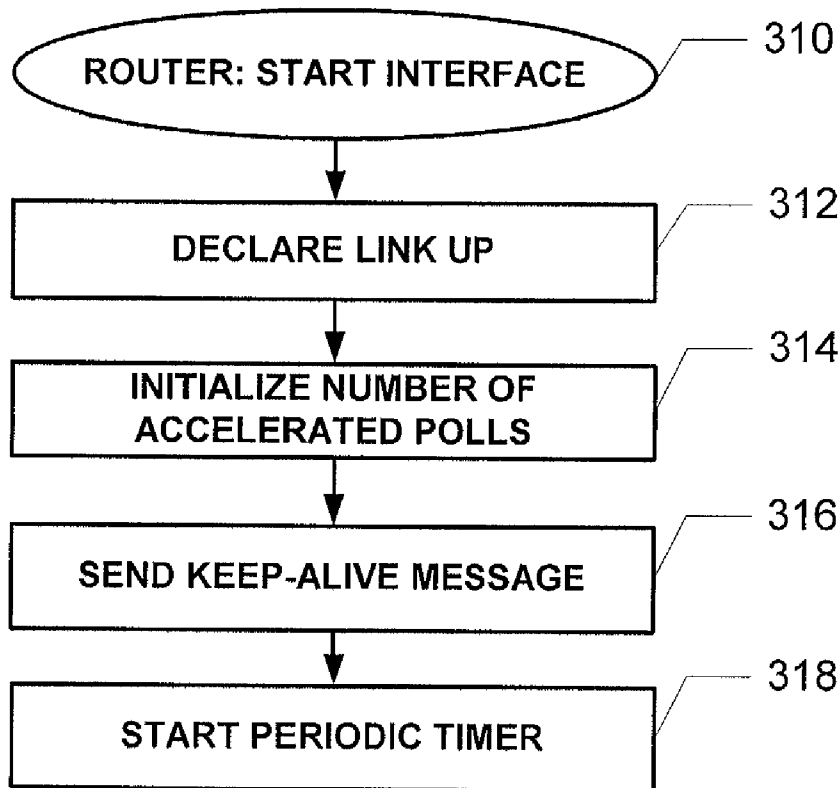 310
ROUTER: START INTERFACE
312
DECLARE LINK UP
314
INITIALIZE NUMBER OF
ACCELERATED POLLS
316
SEND KEEP-ALIVE MESSAGE
318
START PERIODIC TIMER